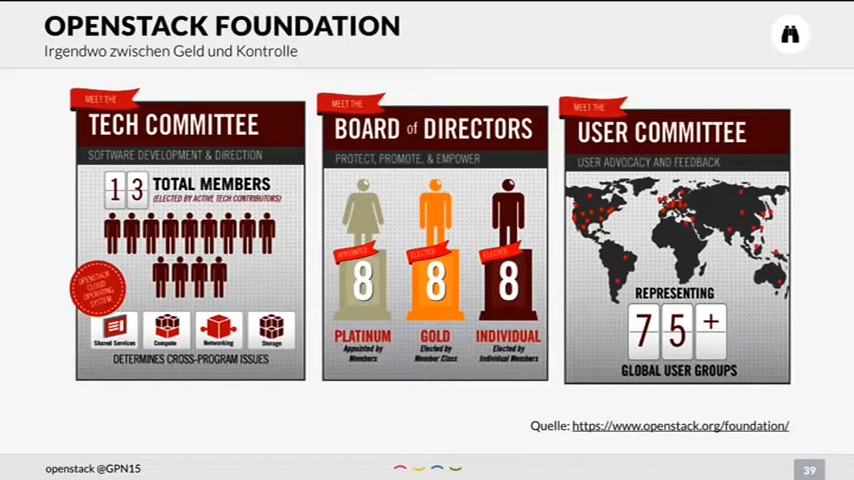 OPENSTACK FOUNDATION
Irgendwo zwischen Geld und Kontrolle
MEET THE
TECH COMMITTEE
SOFTWARE DEVELOPMENT & DIRECTION
13 TOTAL MEMBERS
(ELECTED BY ACTIVE TECH CONTRIBUTORS)
OPENSTACK
CLOUD
OPERATING
SYSTEM
Shared Services
Compute
Networking
Storage
DETERMINES CROSS-PROGRAM ISSUES
MEET THE
BOARD of DIRECTORS
PROTECT, PROMOTE, & EMPOWER
APPOINTED
ELECTED
ELECTED
8
8
8
PLATINUM
Appointed by
Members
GOLD
Elected by
Member Class
INDIVIDUAL
Elected by
Individual Members
MEET THE
USER COMMITTEE
USER ADVOCACY AND FEEDBACK
REPRESENTING
75+
GLOBAL USER GROUPS
Quelle: https://www.openstack.org/foundation/
openstack @GPN15
39